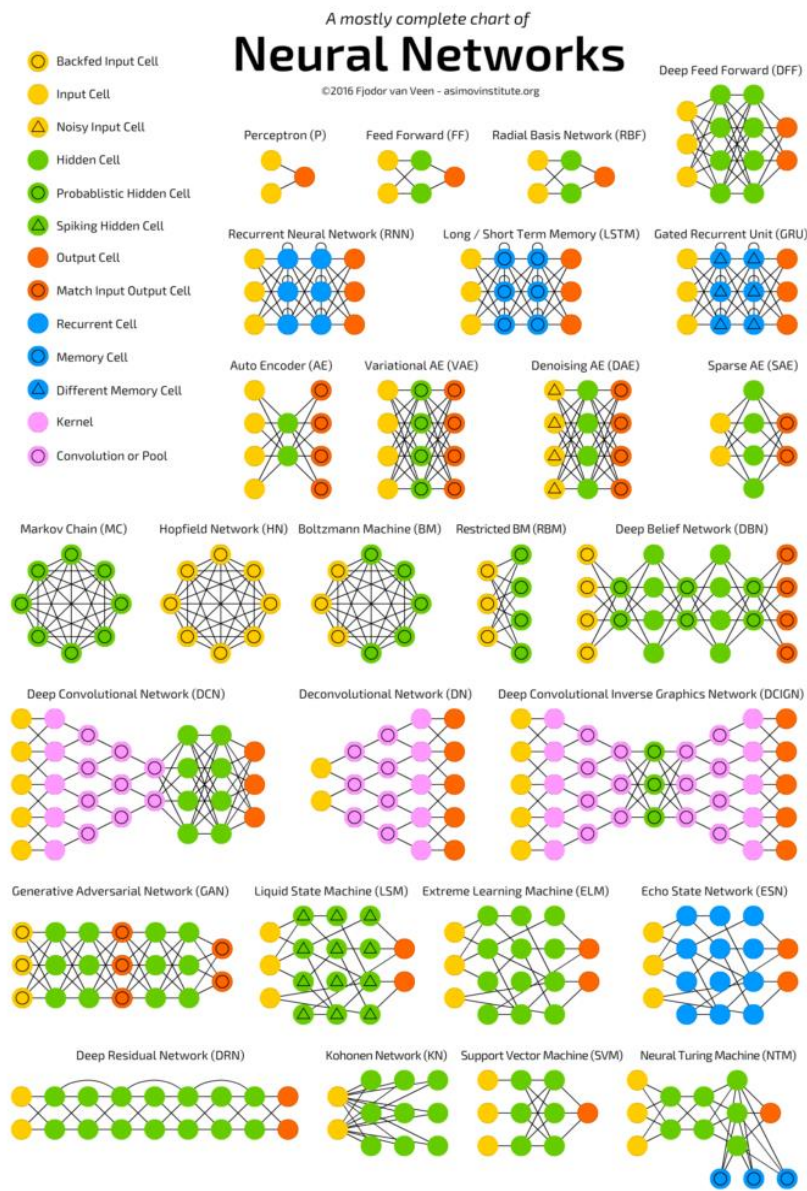 A mostly complete chart of
Neural Networks
©2016 Fjodor van Veen - asimovinstitute.org
Backfed Input Cell
Input Cell
Noisy Input Cell
Hidden Cell
Probablistic Hidden Cell
Spiking Hidden Cell
Output Cell
Match Input Output Cell
Recurrent Cell
Memory Cell
Different Memory Cell
Kernel
Convolution or Pool
Deep Feed Forward (DFF)
Perceptron (P)
Feed Forward (FF)
Radial Basis Network (RBF)
Recurrent Neural Network (RNN)
Long / Short Term Memory (LSTM)
Gated Recurrent Unit (GRU)
Auto Encoder (AE)
Variational AE (VAE)
Denoising AE (DAE)
Sparse AE (SAE)
Markov Chain (MC)
Hopfield Network (HN)
Boltzmann Machine (BM)
Restricted BM (RBM)
Deep Belief Network (DBN)
Deep Convolutional Network (DCN)
Deconvolutional Network (DN)
Deep Convolutional Inverse Graphics Network (DCIGN)
Generative Adversarial Network (GAN)
Liquid State Machine (LSM)
Extreme Learning Machine (ELM)
Echo State Network (ESN)
Deep Residual Network (DRN)
Kohonen Network (KN)
Support Vector Machine (SVM)
Neural Turing Machine (NTM)